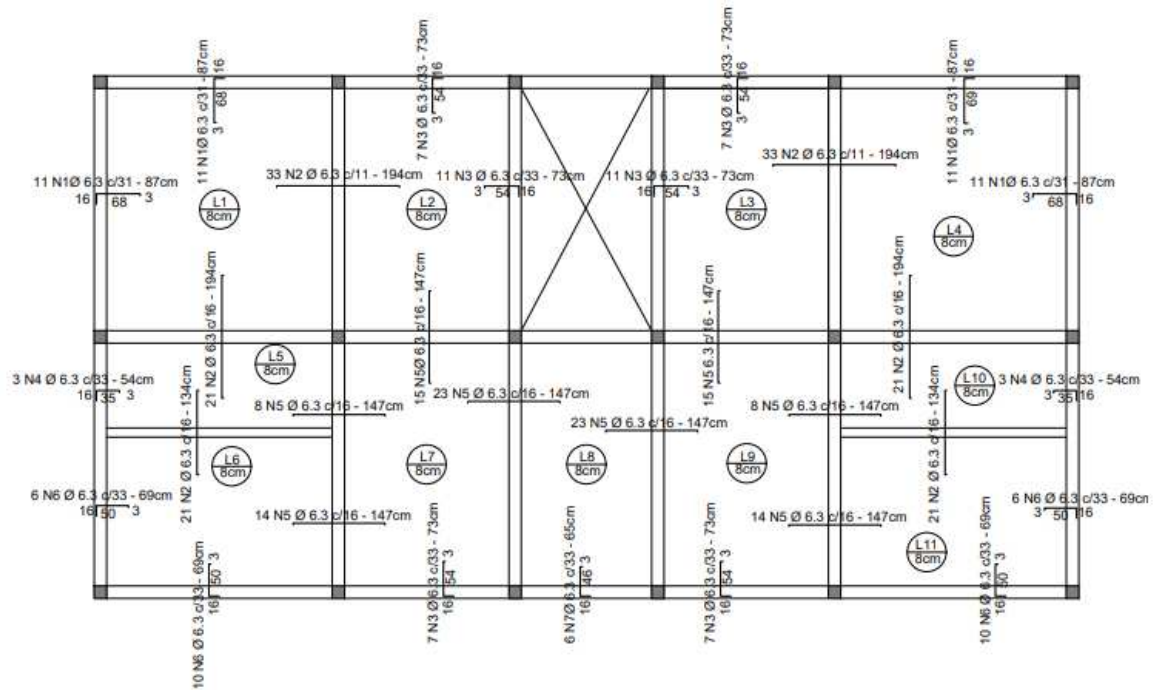 11 N1Ø 6.3 c/31 - 87cm
16
68
3
7 N3 Ø 6.3 c/33 - 73cm
16
54
3
7 N3 Ø 6.3 c/33 - 73cm
16
54
3
11 N1Ø 6.3 c/31 - 87cm
16
69
3
33 N2 Ø 6.3 c/11 - 194cm
33 N2 Ø 6.3 c/11 - 194cm
11 N1Ø 6.3 c/31 - 87cm
16 68 3
11 N3 Ø 6.3 c/33 - 73cm
3 54 16
11 N3 Ø 6.3 c/33 - 73cm
16 54 3
11 N1Ø 6.3 c/31 - 87cm
3 68 16
L1
8cm
L2
8cm
L3
8cm
L4
8cm
21 N2 Ø 6.3 c/16 - 194cm
15 N5Ø 6.3 c/16 - 147cm
15 N5 6.3 c/16 - 147cm
21 N2 Ø 6.3 c/16 - 194cm
L5
8cm
L10
8cm
3 N4 Ø 6.3 c/33 - 54cm
16 35 3
3 N4 Ø 6.3 c/33 - 54cm
3 35 16
23 N5 Ø 6.3 c/16 - 147cm
8 N5 Ø 6.3 c/16 - 147cm
8 N5 Ø 6.3 c/16 - 147cm
23 N5 Ø 6.3 c/16 - 147cm
21 N2 Ø 6.3 c/16 - 134cm
21 N2 Ø 6.3 c/16 - 134cm
L6
8cm
L7
8cm
L8
8cm
L9
8cm
6 N6 Ø 6.3 c/33 - 69cm
16 50 3
6 N6 Ø 6.3 c/33 - 69cm
3 50 16
14 N5 Ø 6.3 c/16 - 147cm
14 N5 Ø 6.3 c/16 - 147cm
L11
8cm
10 N6 Ø 6.3 c/33 - 69cm
16
50
3
7 N3 Ø 6.3 c/33 - 73cm
16
54
3
6 N7Ø 6.3 c/33 - 65cm
16
46
3
7 N3 Ø 6.3 c/33 - 73cm
16
54
3
10 N6 Ø 6.3 c/33 - 69cm
16
50
3